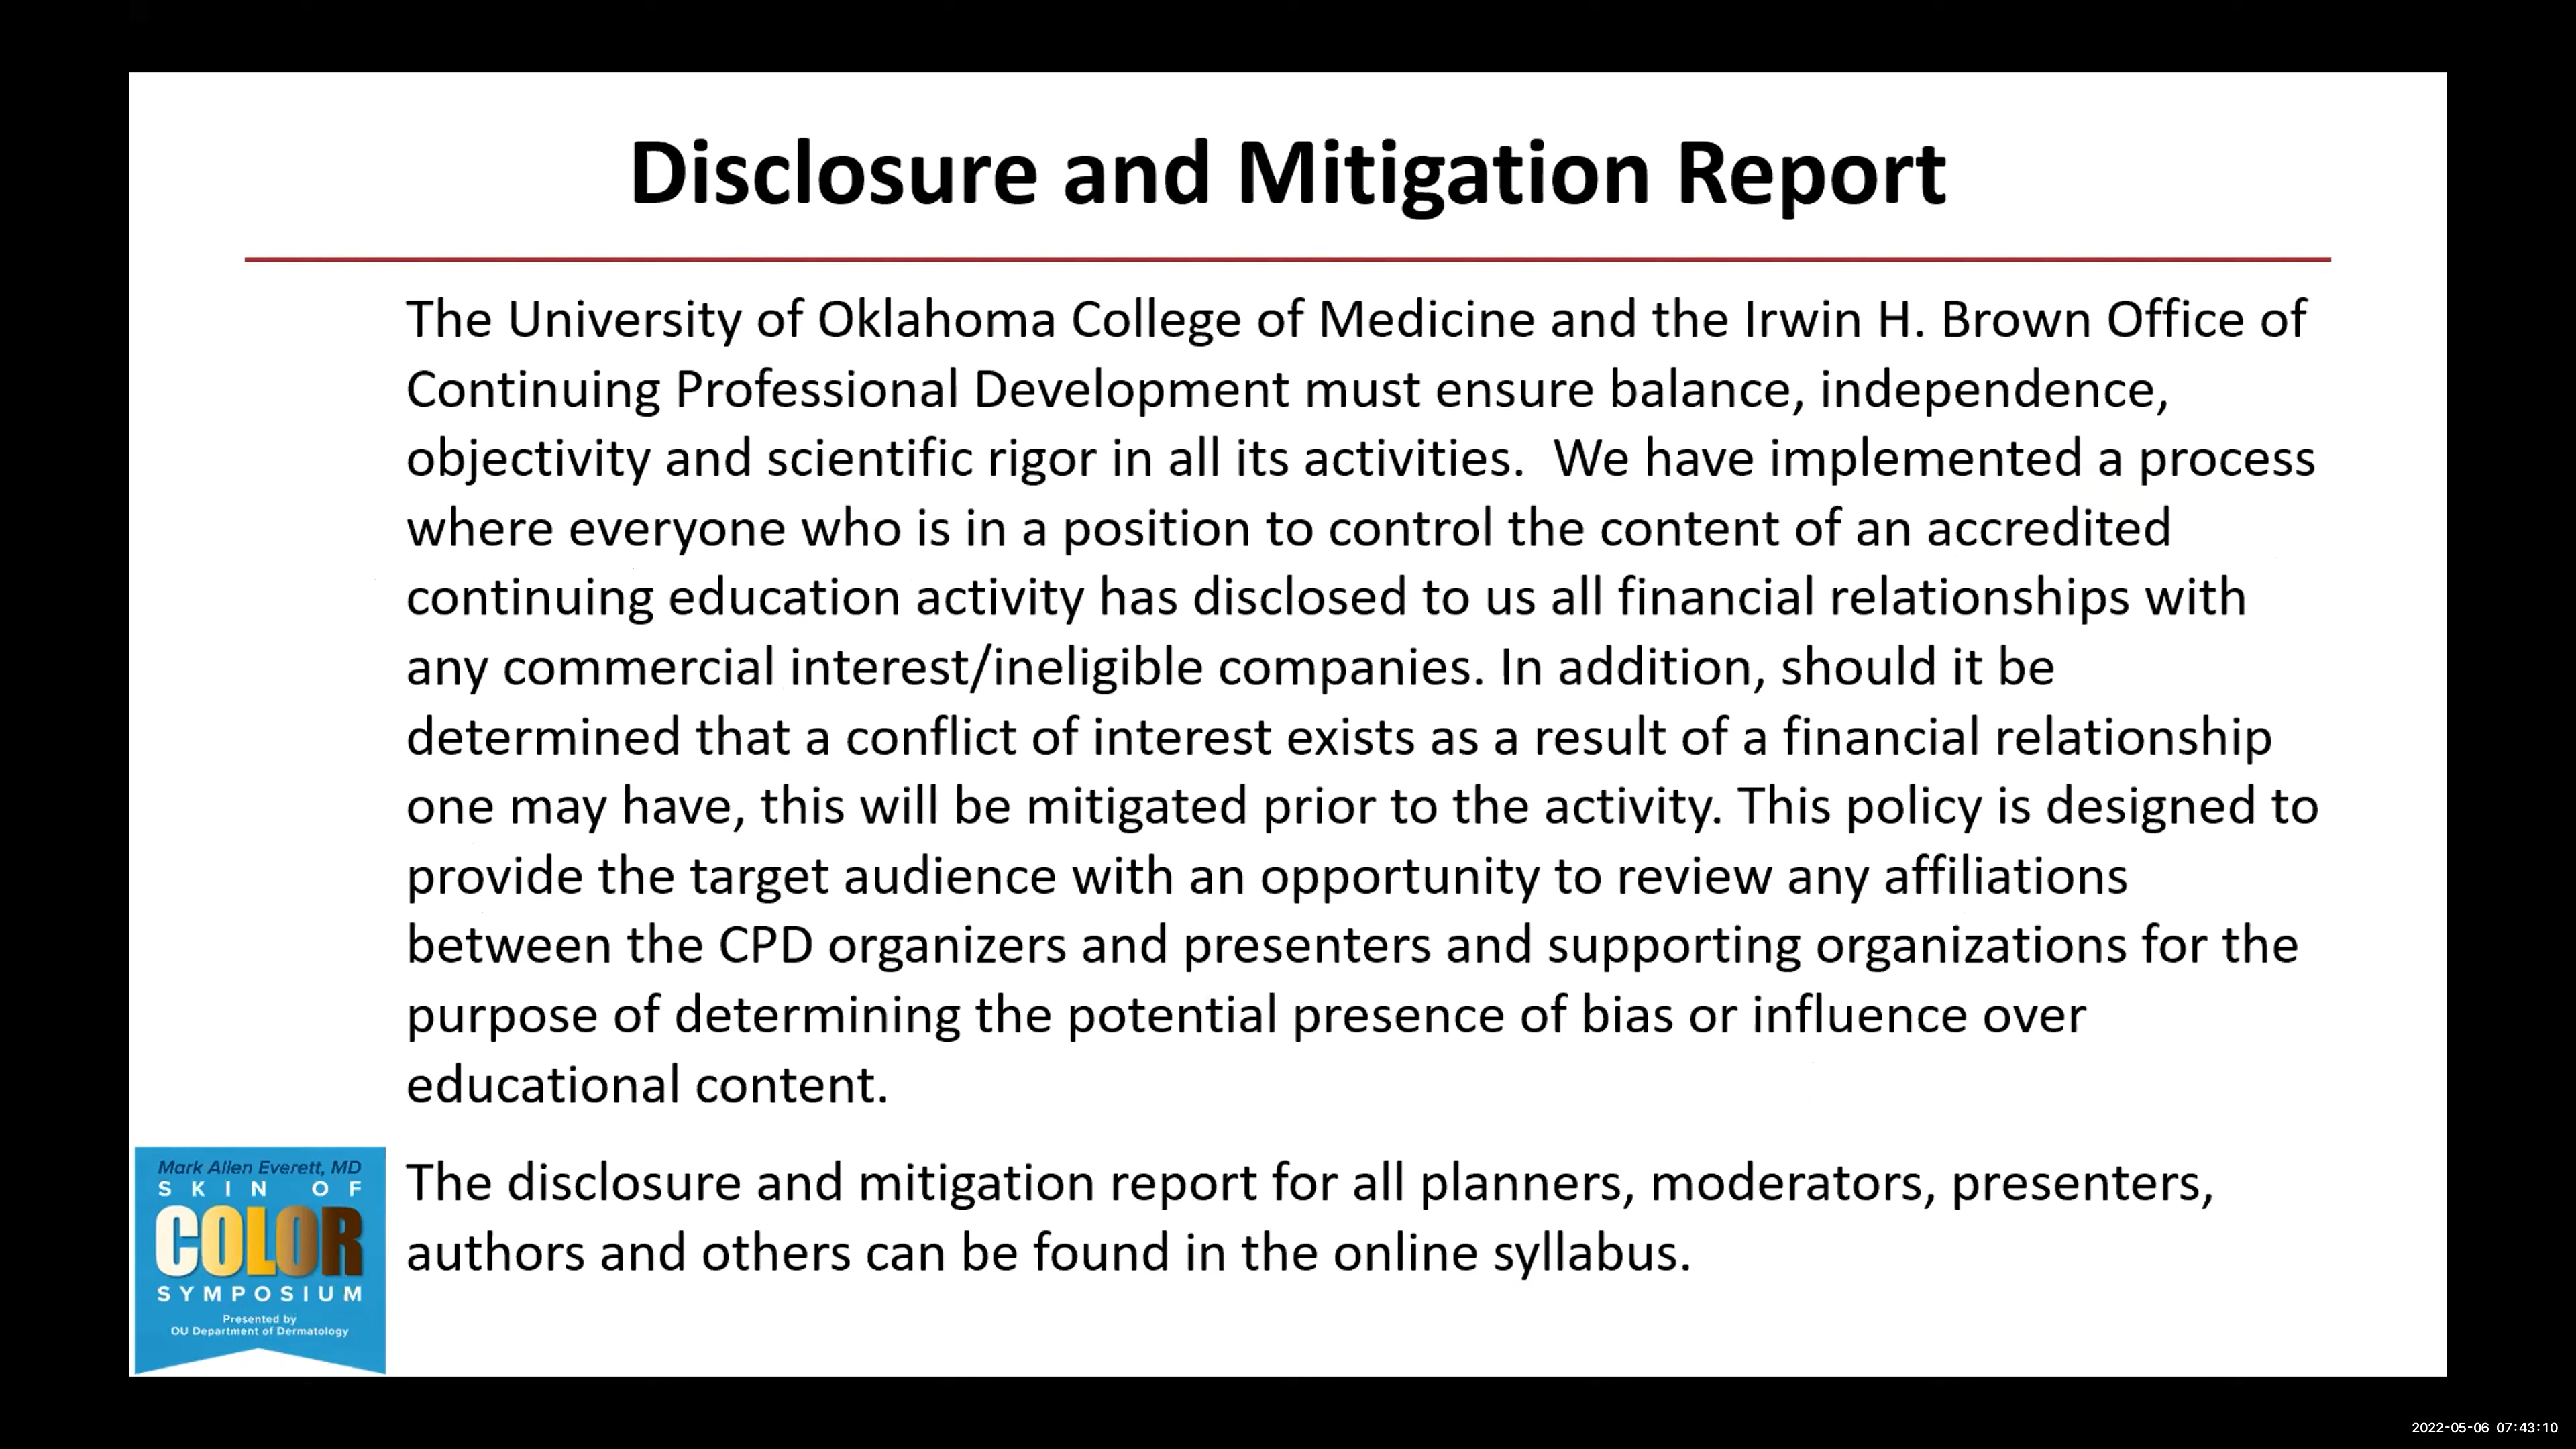 Disclosure and Mitigation Report
The University of Oklahoma College of Medicine and the Irwin H. Brown Office of
Continuing Professional Development must ensure balance, independence,
objectivity and scientific rigor in all its activities.  We have implemented a process
where everyone who is in a position to control the content of an accredited
continuing education activity has disclosed to us all financial relationships with
any commercial interest/ineligible companies. In addition, should it be
determined that a conflict of interest exists as a result of a financial relationship
one may have, this will be mitigated prior to the activity. This policy is designed to
provide the target audience with an opportunity to review any affiliations
between the CPD organizers and presenters and supporting organizations for the
purpose of determining the potential presence of bias or influence over
educational content.
The disclosure and mitigation report for all planners, moderators, presenters,
authors and others can be found in the online syllabus.
Mark Allen Everett, MD
SKIN OF
COLOR
SYMPOSIUM
Presented by
OU Department of Dermatology
2022-05-06 07:43:10